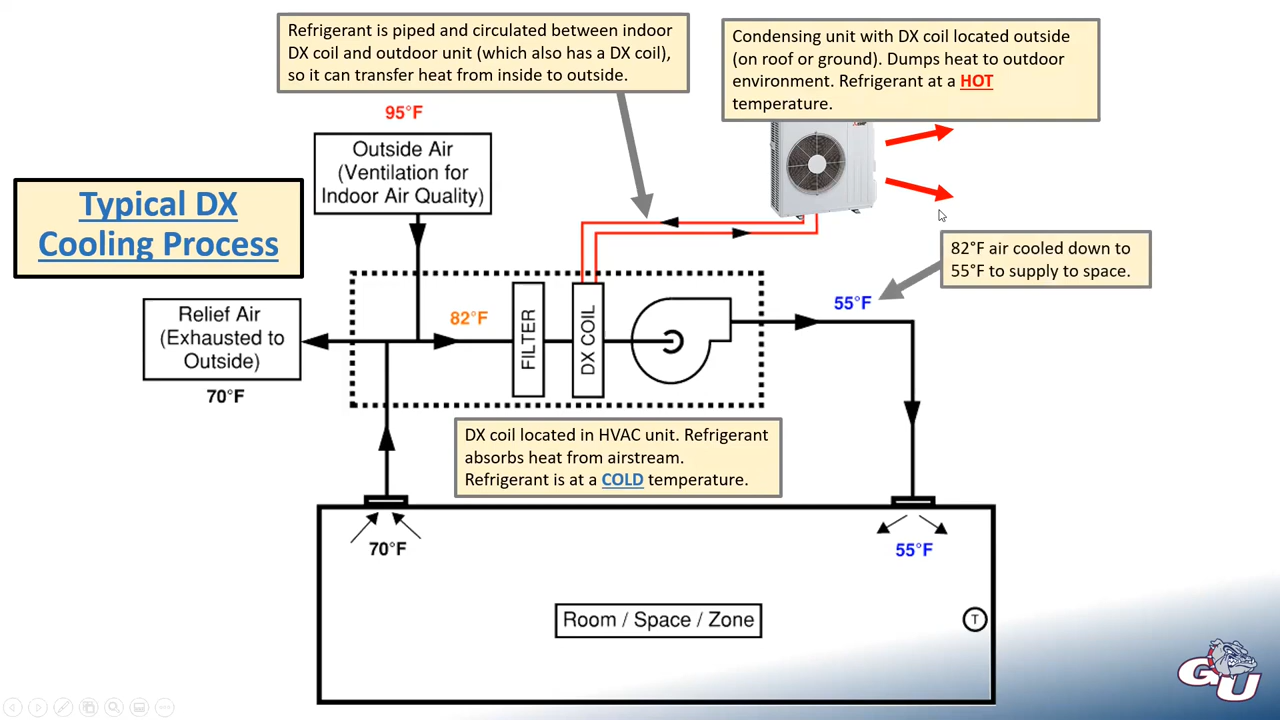 Refrigerant is piped and circulated between indoor
DX coil and outdoor unit (which also has a DX coil),
so it can transfer heat from inside to outside.
Condensing unit with DX coil located outside
(on roof or ground). Dumps heat to outdoor
environment. Refrigerant at a HOT
temperature.
95°F
Outside Air
(Ventilation for
Indoor Air Quality)
Typical DX
Cooling Process
82°F air cooled down to
55°F to supply to space.
Relief Air
(Exhausted to
Outside)
70°F
82°F
FILTER
DX COIL
55°F
DX coil located in HVAC unit. Refrigerant
absorbs heat from airstream.
Refrigerant is at a COLD temperature.
70°F
55°F
Room / Space / Zone
T
GU